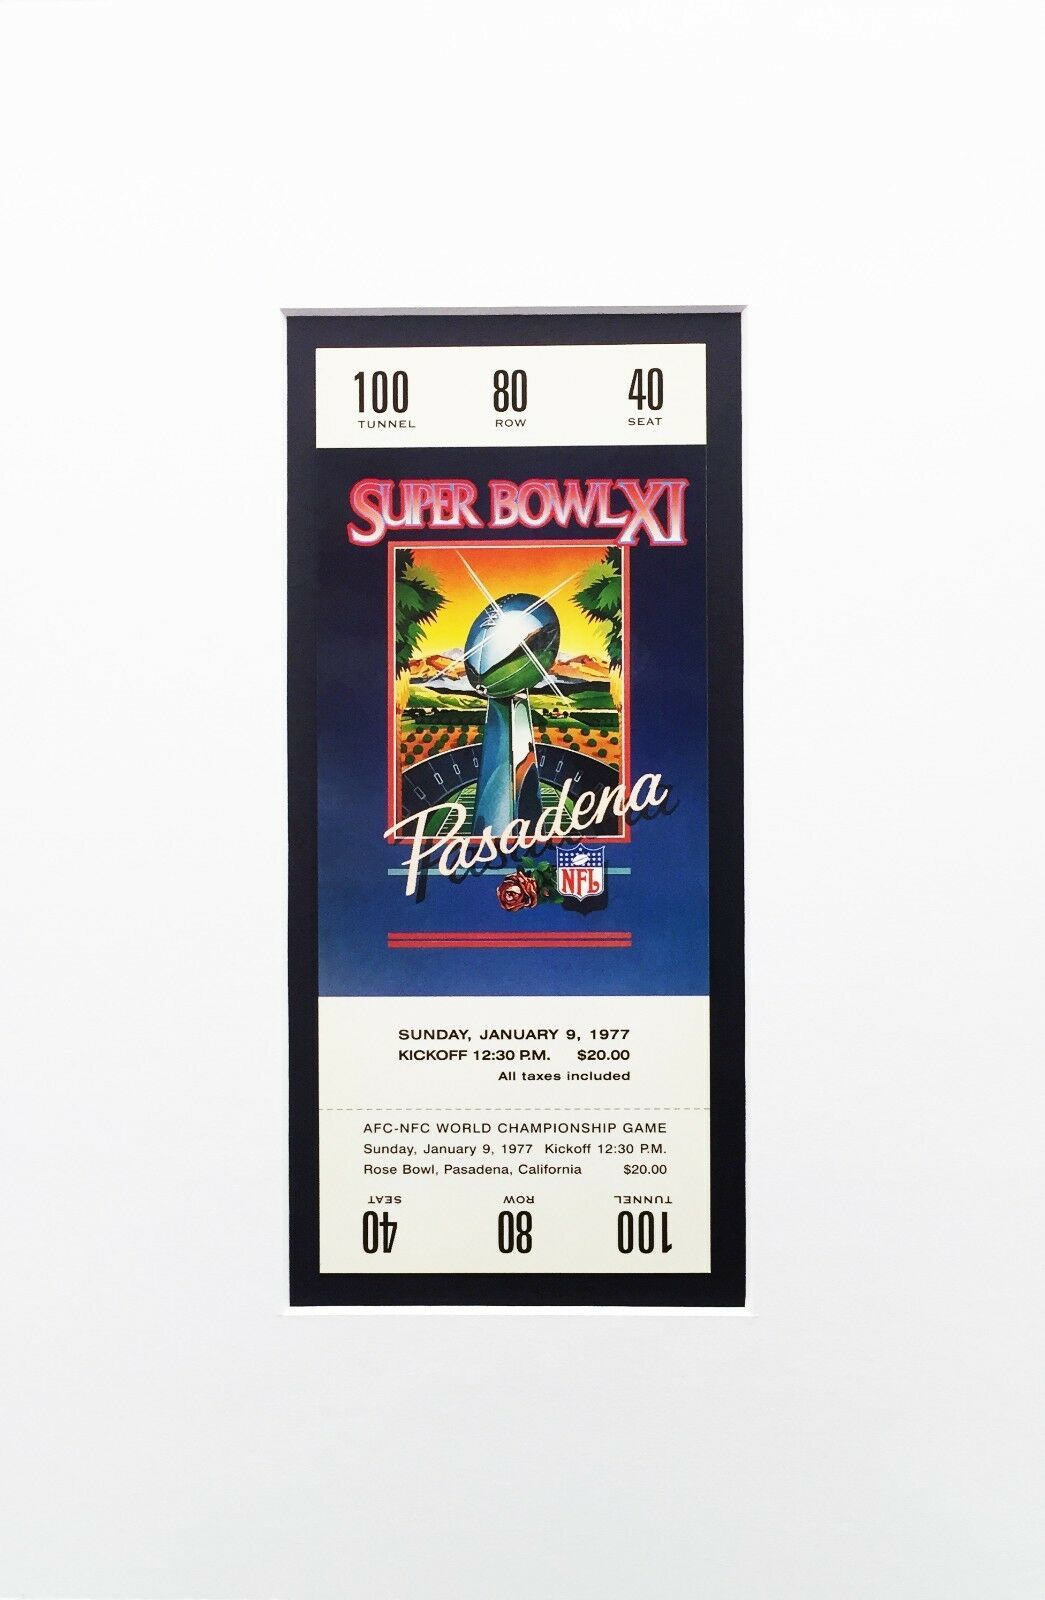 100 80 40
TUNNEL ROW SEAT
SUPER BOWL XI
Pasadena
NFL
SUNDAY, JANUARY 9, 1977
KICKOFF 12:30 P.M. $20.00
All taxes included
AFC-NFC WORLD CHAMPIONSHIP GAME
Sunday, January 9, 1977 Kickoff 12:30 P.M.
Rose Bowl, Pasadena, California $20.00
TUNNEL ROW SEAT
100 80 40